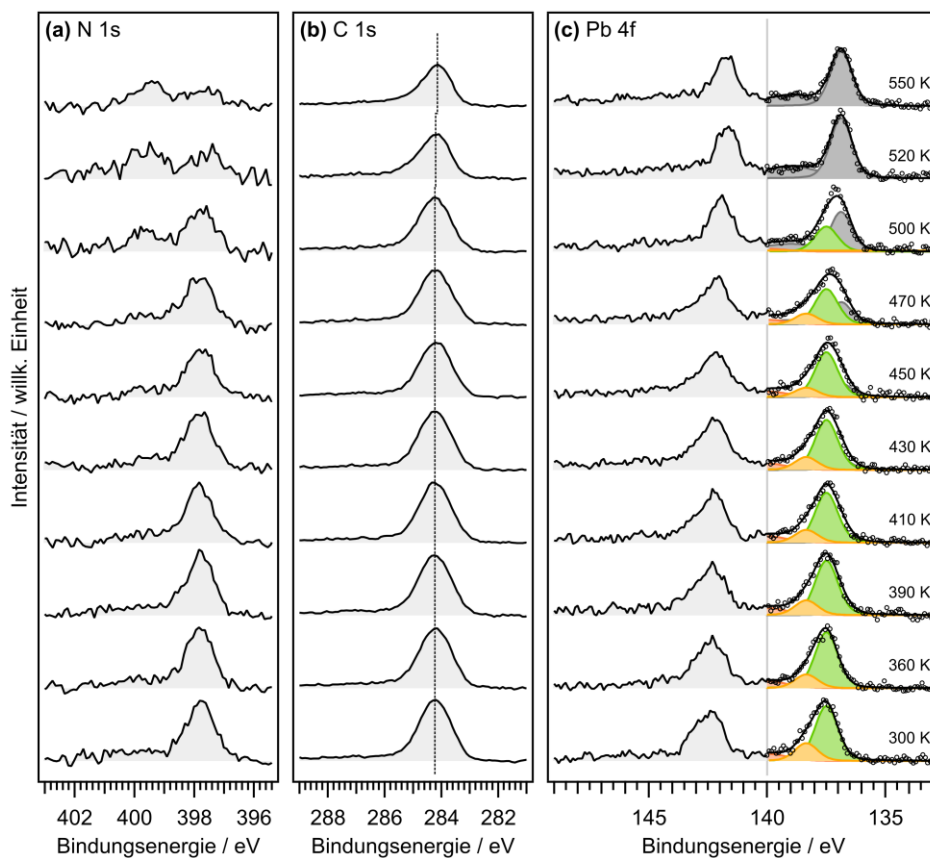 (a) N 1s
(b) C 1s
(c) Pb 4f
550 K
520 K
500 K
470 K
450 K
430 K
410 K
390 K
360 K
300 K
Intensität / willk. Einheit
402 400 398
288 286 284 282
145 140 135
Bindungsenergie / eV
Bindungsenergie / eV
Bindungsenergie / eV